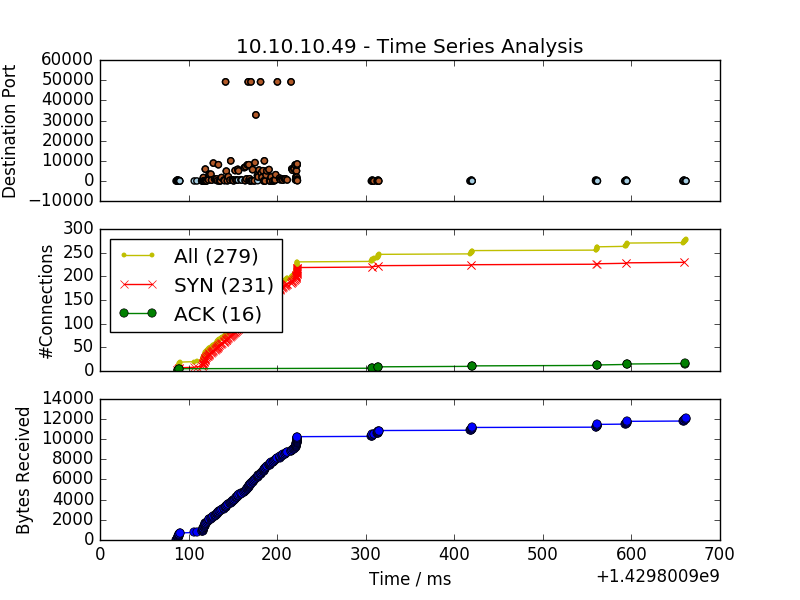 10.10.10.49 - Time Series Analysis
Destination Port
60000
50000
40000
30000
20000
10000
0
−10000
#Connections
300
250
200
150
100
50
0
All (279)
SYN (231)
ACK (16)
Bytes Received
14000
12000
10000
8000
6000
4000
2000
0
0 100 200 300 400 500 600 700
Time / ms
+1.4298009e9